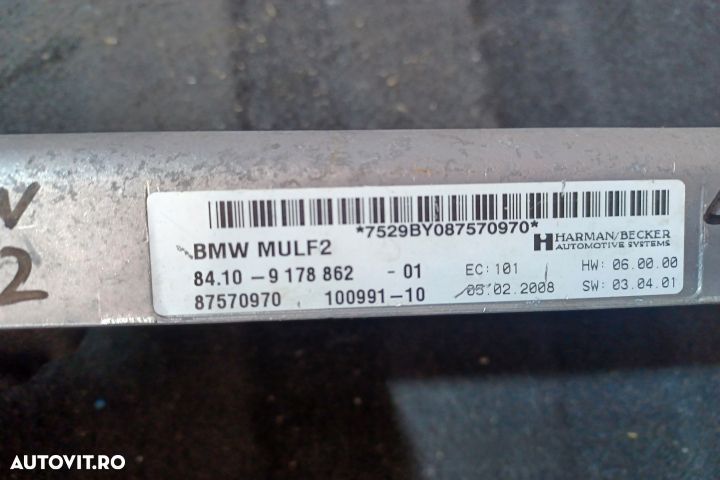 *7529BY087570970*
BMW MULF2
HARMAN/BECKER
AUTOMOTIVE SYSTEMS
84.10 - 9 178 862 - 01 EC: 101 HW: 06.00.00
87570970 100991-10 05.02.2008 SW: 03.04.01
2
AUTOVIT.RO